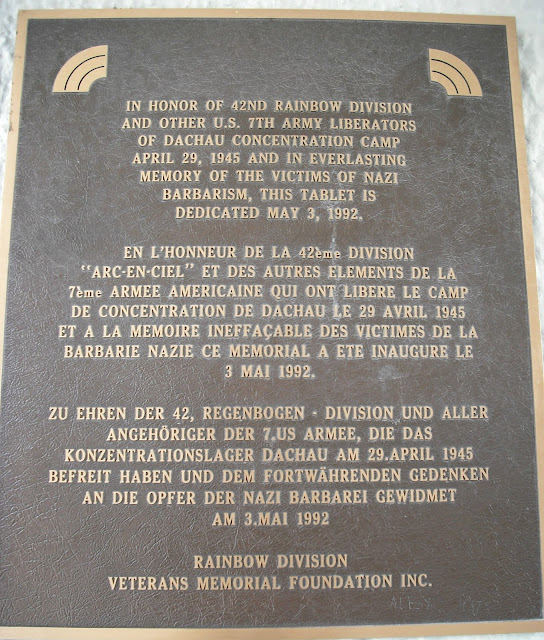 IN HONOR OF 42ND RAINBOW DIVISION
AND OTHER U.S. 7TH ARMY LIBERATORS
OF DACHAU CONCENTRATION CAMP
APRIL 29, 1945 AND IN EVERLASTING
MEMORY OF THE VICTIMS OF NAZI
BARBARISM, THIS TABLET IS
DEDICATED MAY 3, 1992.
EN L'HONNEUR DE LA 42ème DIVISION
"ARC-EN-CIEL" ET DES AUTRES ELEMENTS DE LA
7ème ARMEE AMERICAINE QUI ONT LIBERE LE CAMP
DE CONCENTRATION DE DACHAU LE 29 AVRIL 1945
ET A LA MEMOIRE INEFFAÇABLE DES VICTIMES DE LA
BARBARIE NAZIE CE MEMORIAL A ETE INAUGURE LE
3 MAI 1992.
ZU EHREN DER 42, REGENBOGEN - DIVISION UND ALLER
ANGEHÖRIGER DER 7.US ARMEE, DIE DAS
KONZENTRATIONSLAGER DACHAU AM 29.APRIL 1945
BEFREIT HABEN UND DEM FORTWÄHRENDEN GEDENKEN
AN DIE OPFER DER NAZI BARBAREI GEWIDMET
AM 3.MAI 1992
RAINBOW DIVISION
VETERANS MEMORIAL FOUNDATION INC.